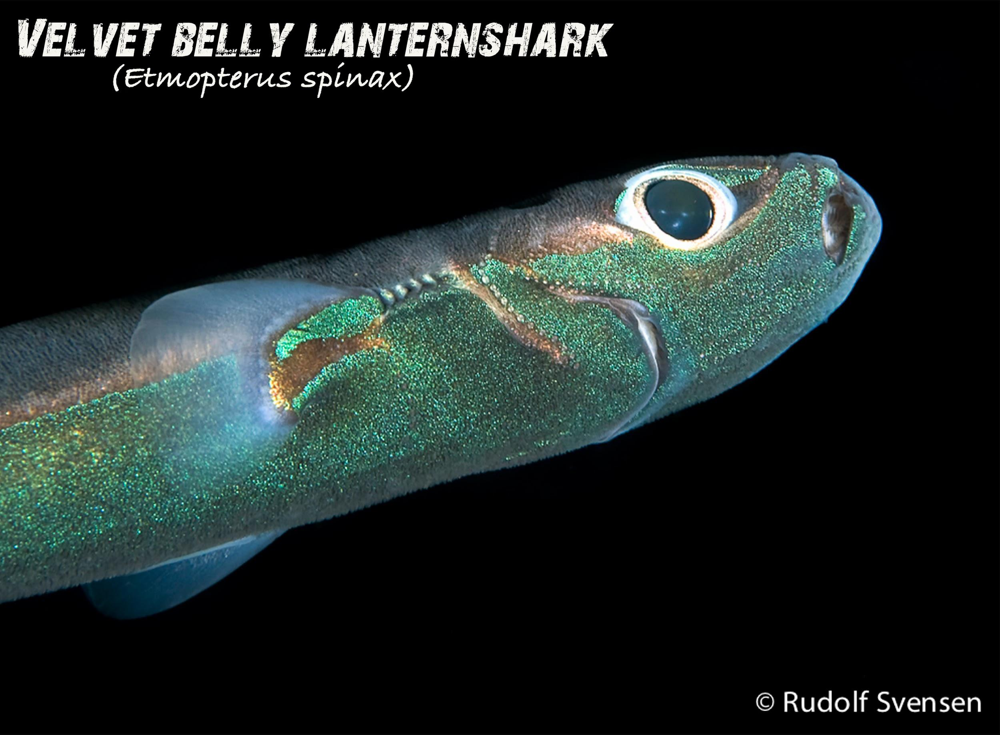 VELVET BELLY LANTERNSHARK
(Etmopterus spinax)
© Rudolf Svensen